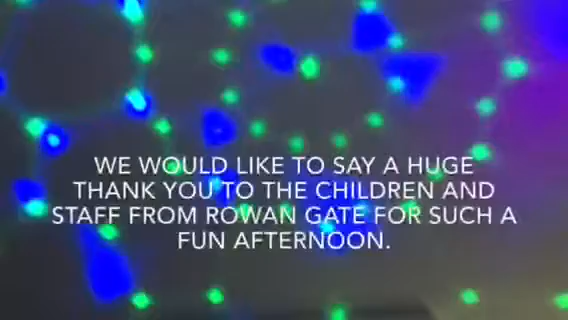 WE WOULD LIKE TO SAY A HUGE
THANK YOU TO THE CHILDREN AND
STAFF FROM ROWAN GATE FOR SUCH A
FUN AFTERNOON.